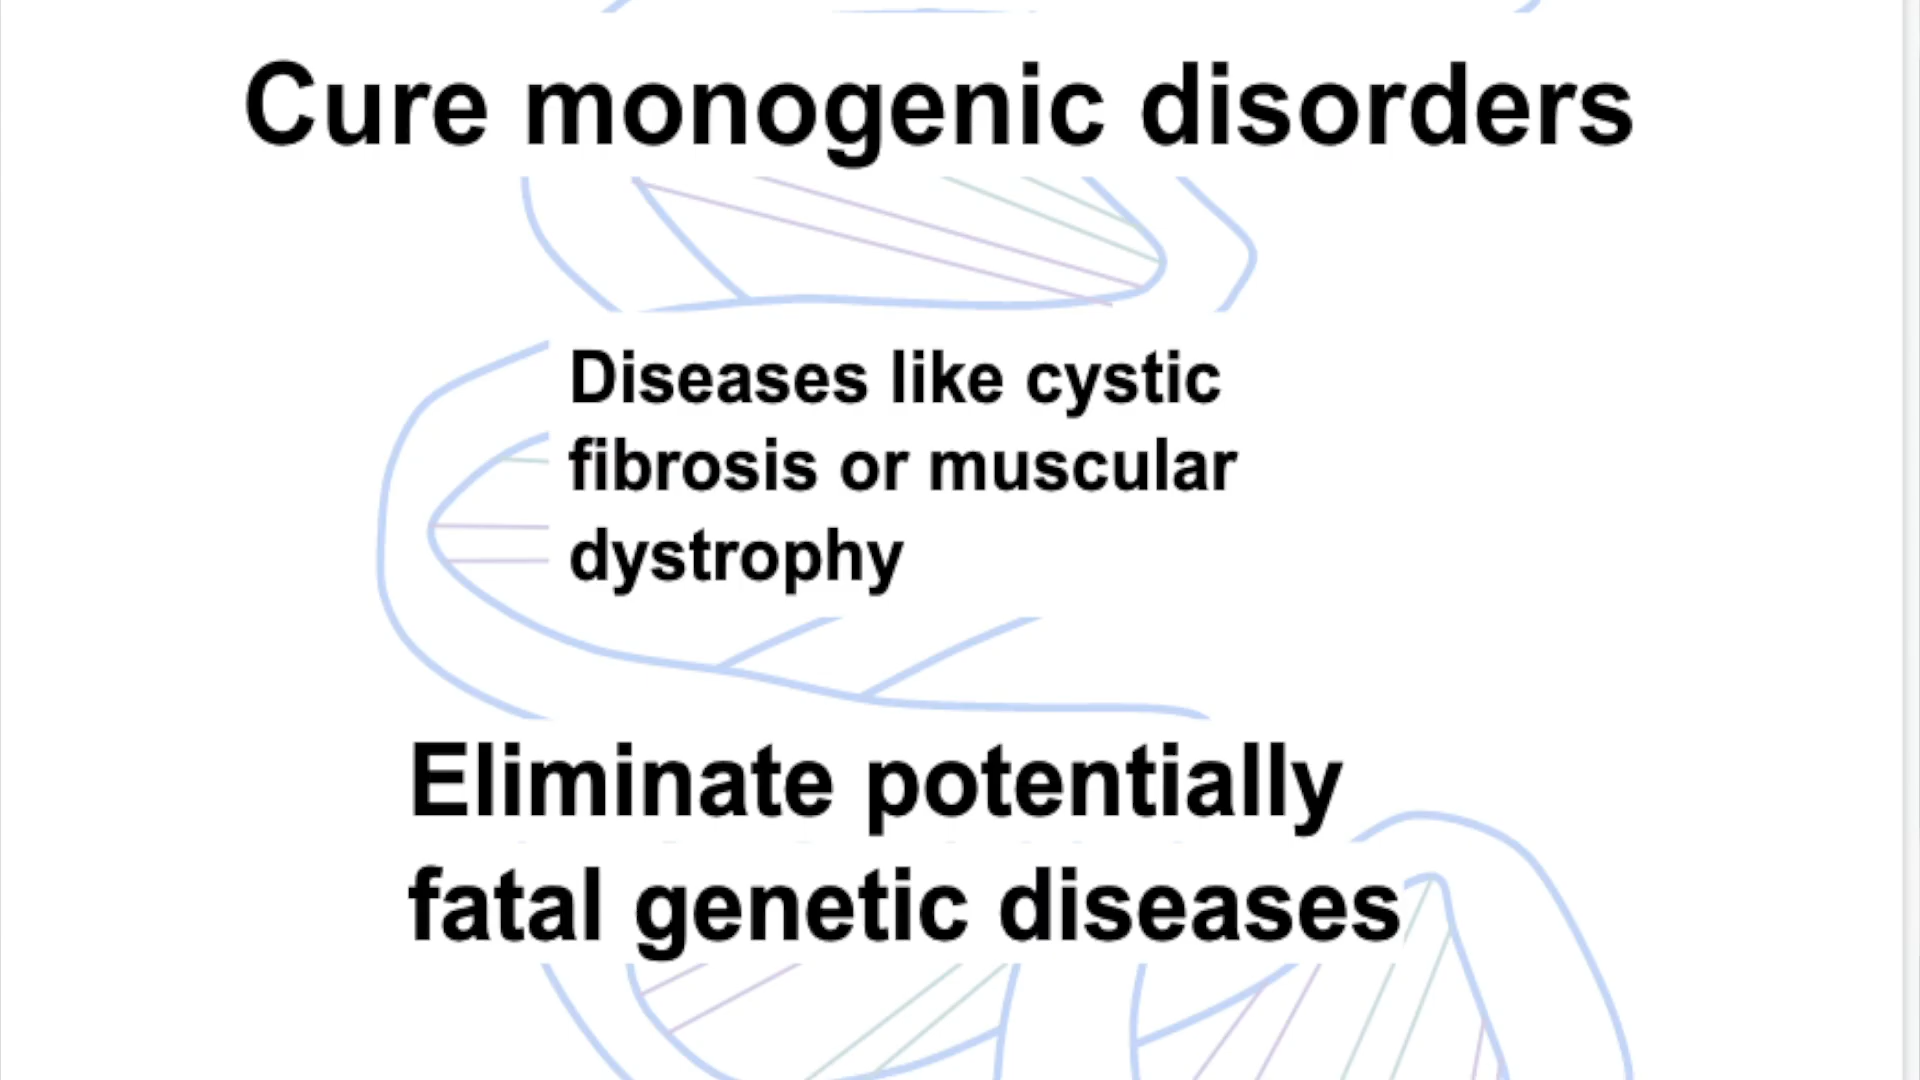 Cure monogenic disorders
Diseases like cystic
fibrosis or muscular
dystrophy
Eliminate potentially
fatal genetic diseases